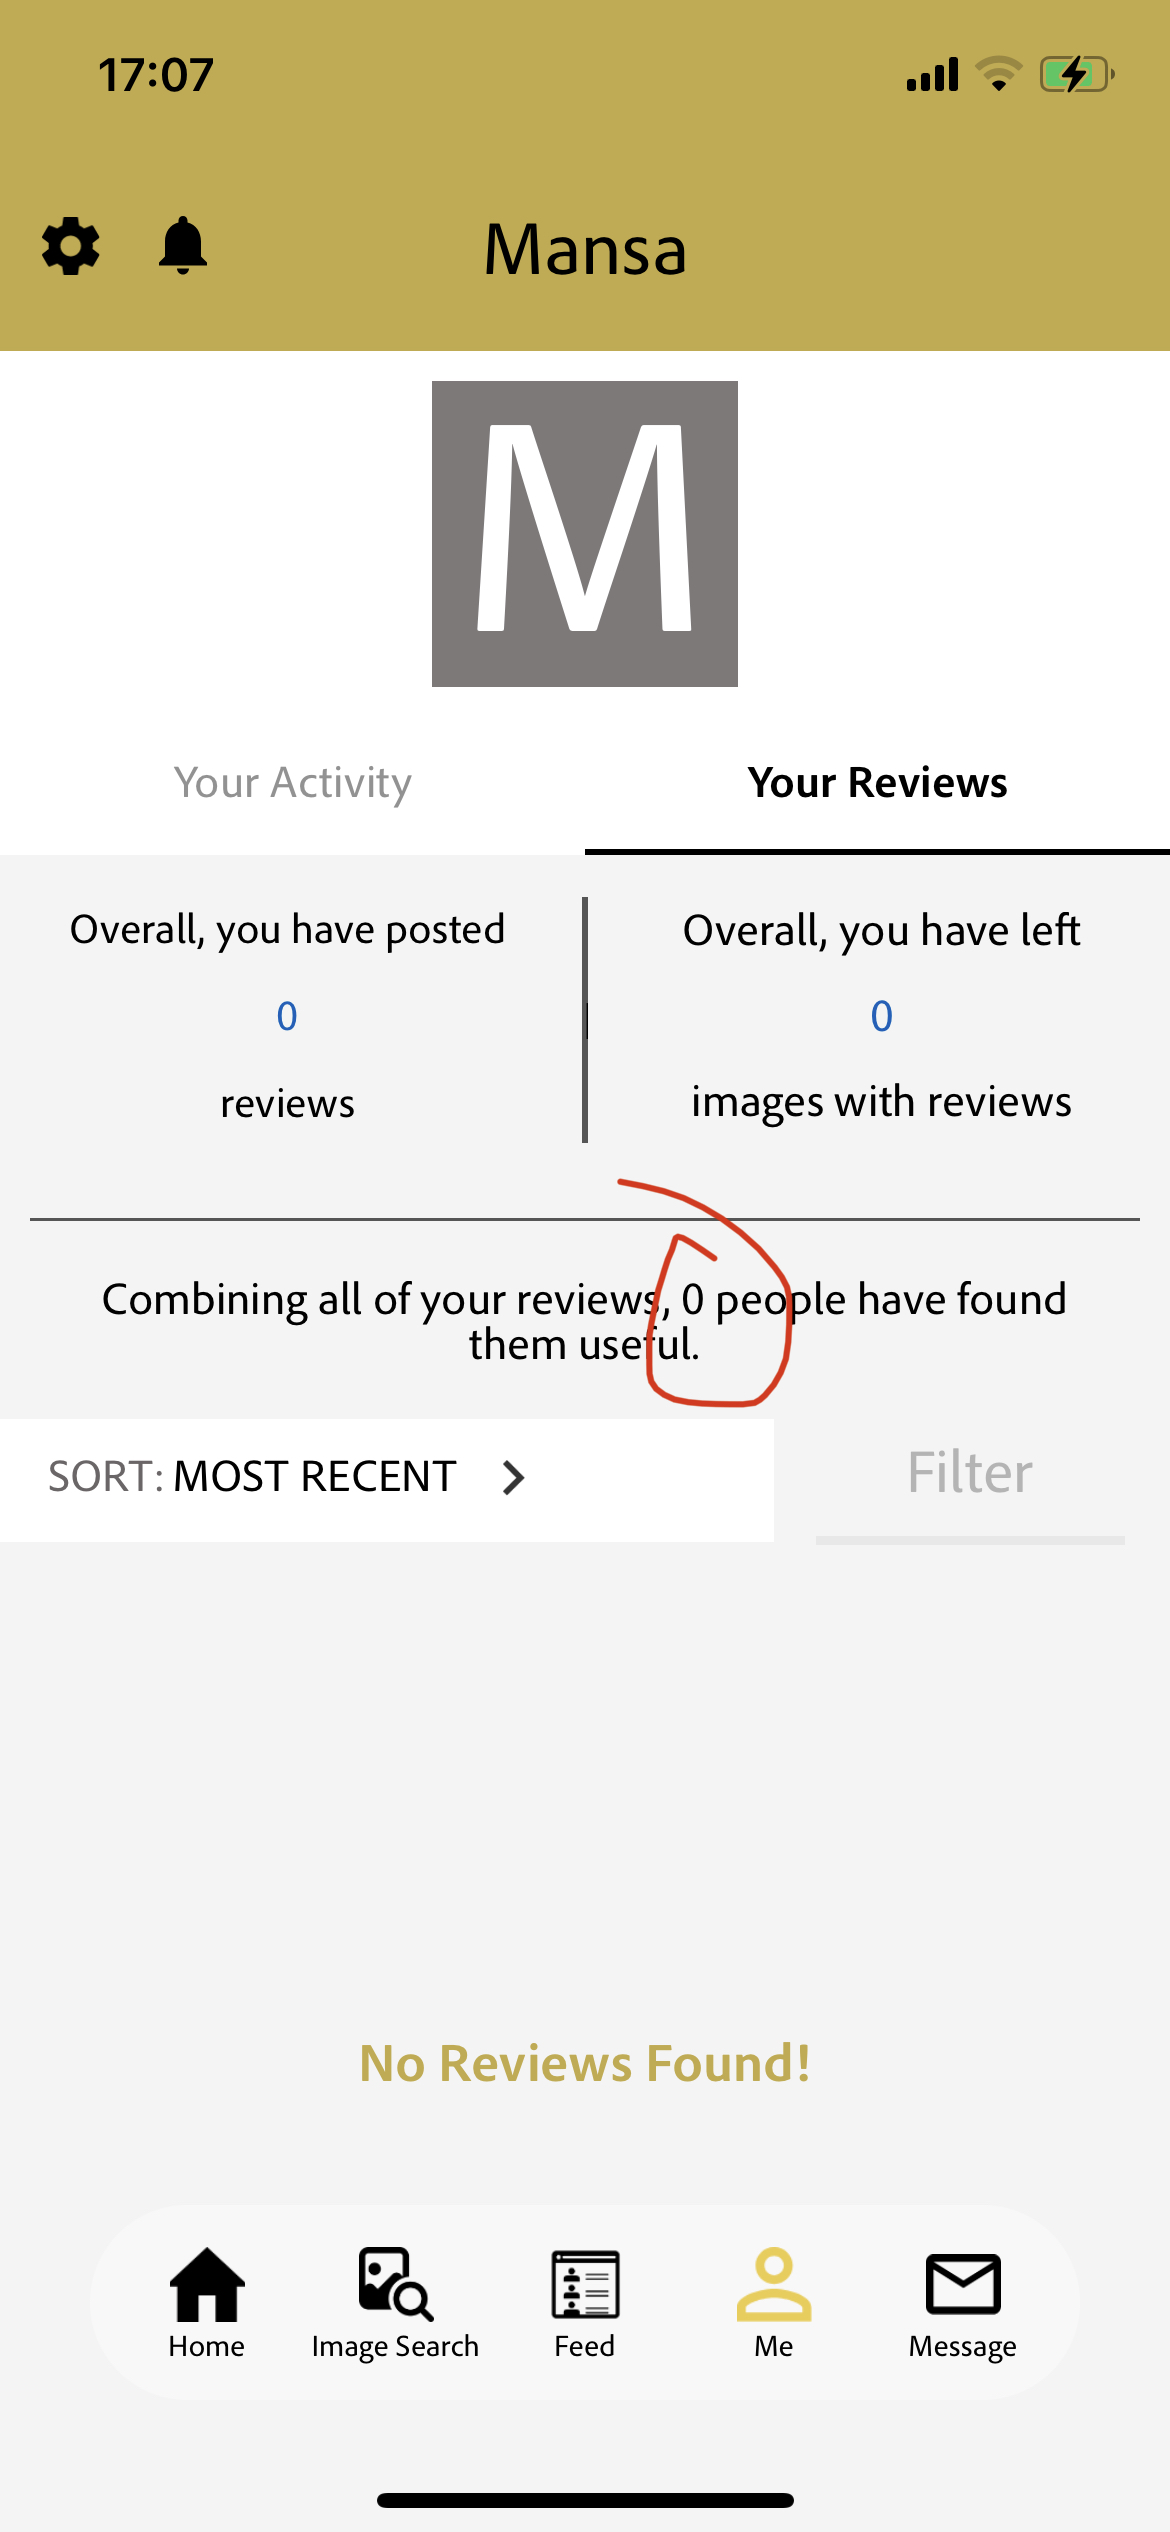 17:07
Mansa
M
Your Activity
Your Reviews
Overall, you have posted
0
reviews
Overall, you have left
0
images with reviews
Combining all of your reviews, 0 people have found
them useful.
SORT: MOST RECENT
Filter
No Reviews Found!
Home
Image Search
Feed
Me
Message